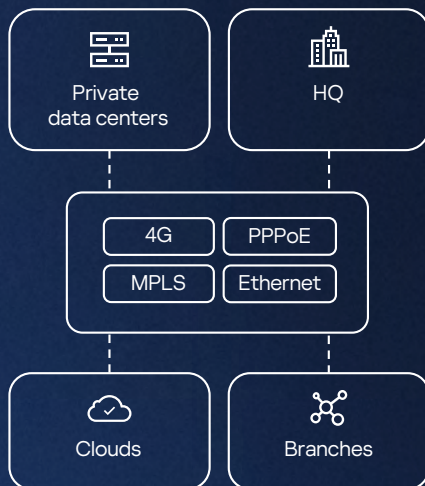 Private
data centers
HQ
4G
PPPoE
MPLS
Ethernet
Clouds
Branches